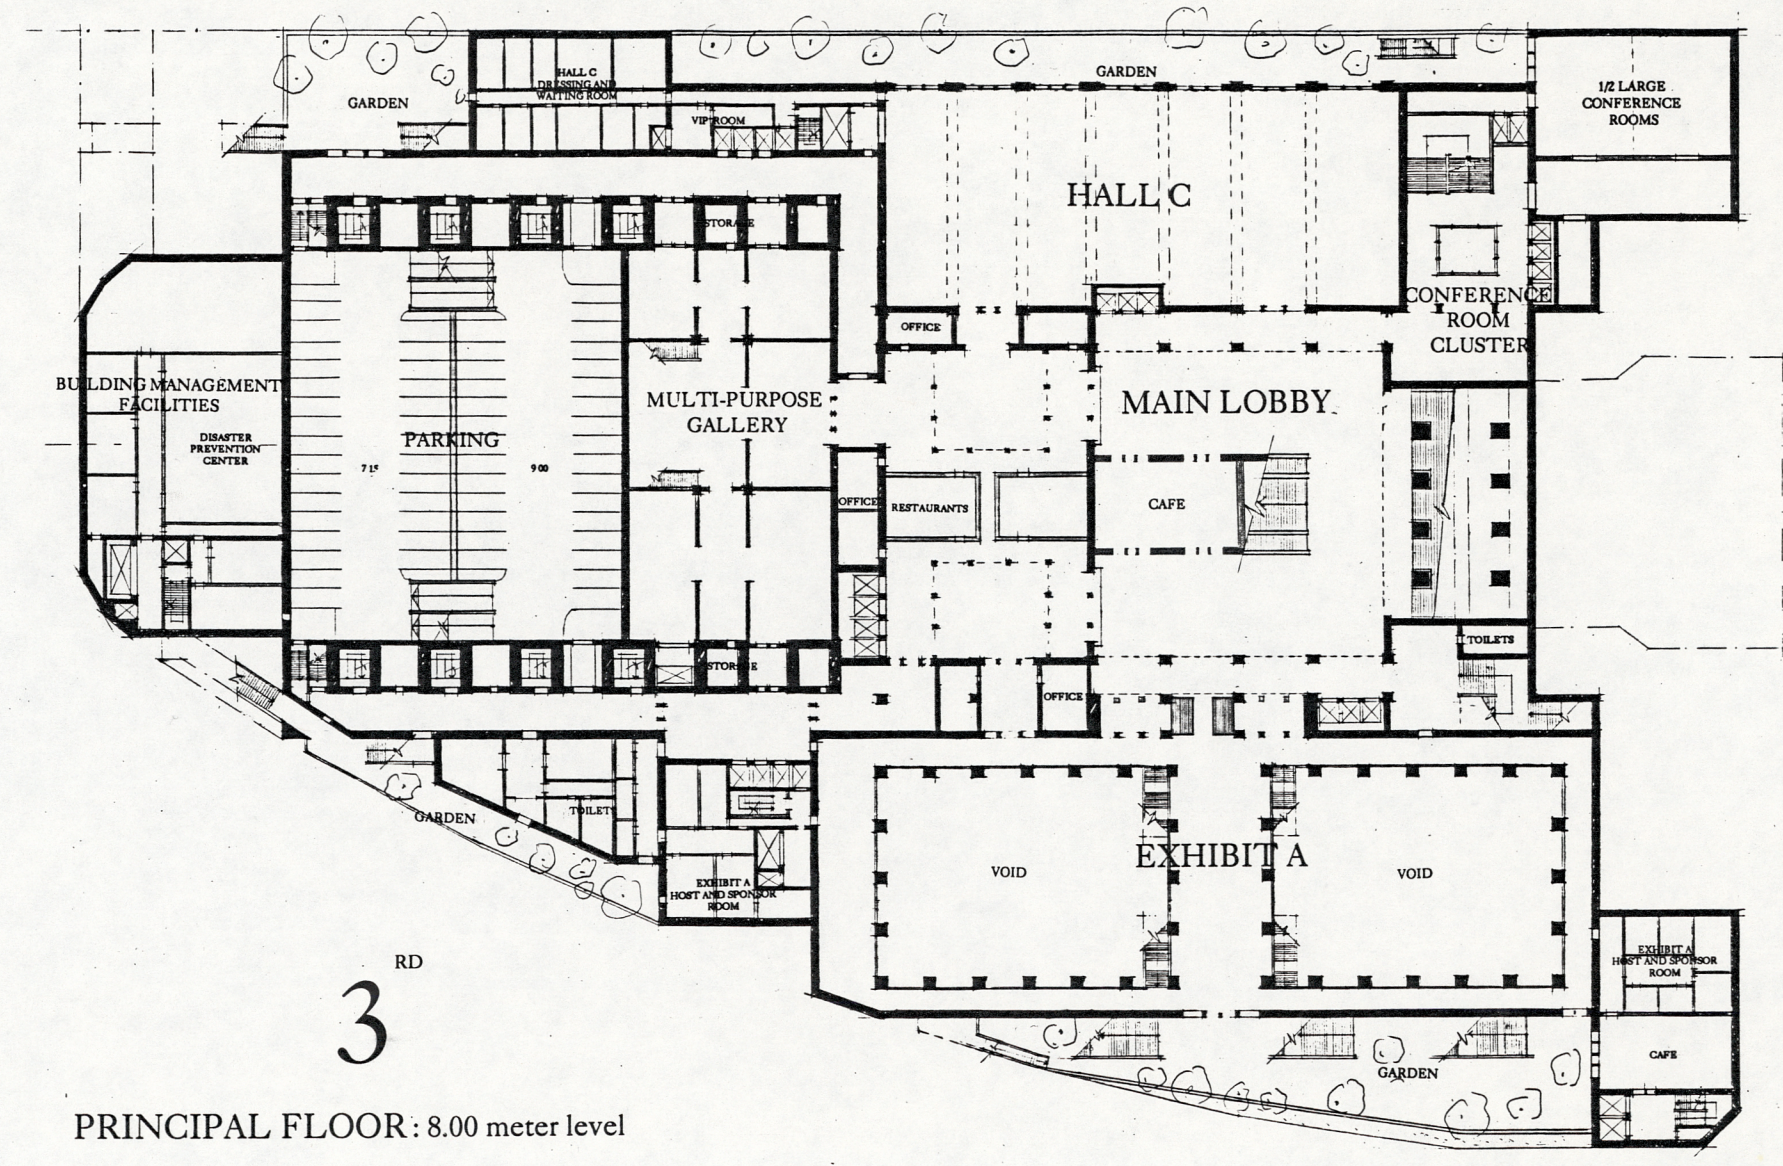 HALL C
DRESSING AND
WAITING ROOM
GARDEN
GARDEN
1/2 LARGE
CONFERENCE
ROOMS
VIP ROOM
HALL C
STORAGE
CONFERENCE
ROOM
CLUSTER
OFFICE
BUILDING MANAGEMENT
FACILITIES
DISASTER
PREVENTION
CENTER
PARKING
9 00
MULTI-PURPOSE
GALLERY
MAIN LOBBY
OFFICE
RESTAURANTS
CAFE
TOILETS
STORAGE
OFFICE
GARDEN
TOILETS
EXHIBIT A
HOST AND SPONSOR
ROOM
VOID
EXHIBIT A
VOID
EXHIBIT A
HOST AND SPONSOR
ROOM
CAFE
GARDEN
3RD
PRINCIPAL FLOOR: 8.00 meter level